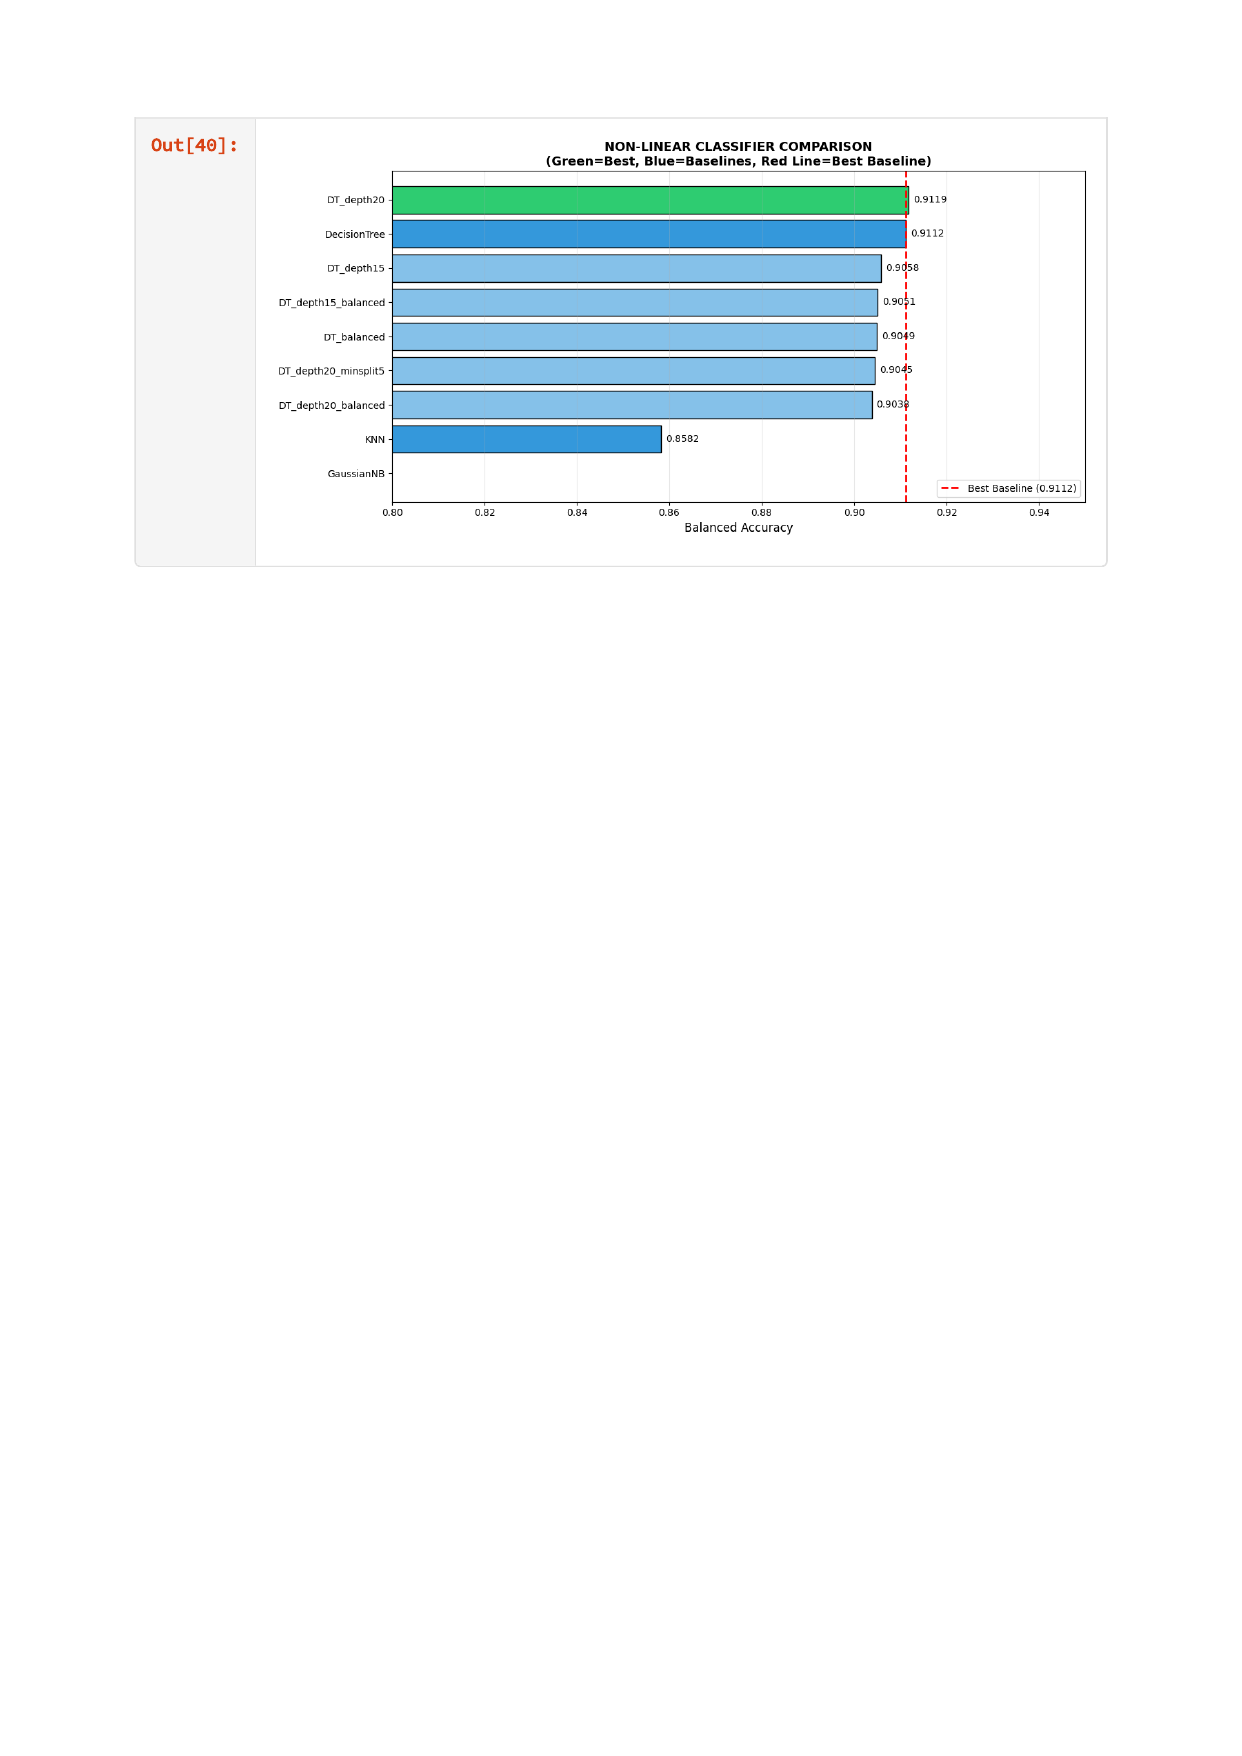 Out[40]:
NON-LINEAR CLASSIFIER COMPARISON
(Green=Best, Blue=Baselines, Red Line=Best Baseline)
DT_depth20 0.9119
DecisionTree 0.9112
DT_depth15 0.9058
DT_depth15_balanced 0.9051
DT_balanced 0.9049
DT_depth20_minsplit5 0.9045
DT_depth20_balanced 0.9038
KNN 0.8582
GaussianNB
Best Baseline (0.9112)
0.80 0.82 0.84 0.86 0.88 0.90 0.92 0.94
Balanced Accuracy